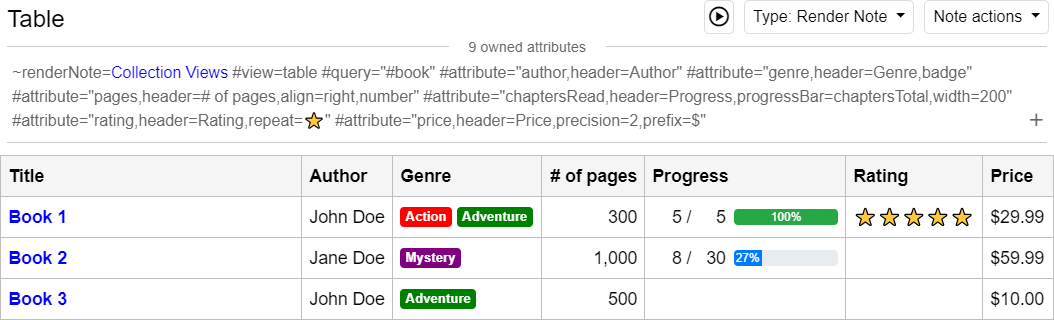 Table Type: Render Note Note actions
9 owned attributes
~renderNote=Collection Views #view=table #query="#book" #attribute="author,header=Author" #attribute="genre,header=Genre,badge"
#attribute="pages,header=# of pages,align=right,number" #attribute="chaptersRead,header=Progress,progressBar=chaptersTotal,width=200"
#attribute="rating,header=Rating,repeat=⭐" #attribute="price,header=Price,precision=2,prefix=$" +
Title Author Genre # of pages Progress Rating Price
Book 1 John Doe Action Adventure 300 5 / 5 100% ⭐⭐⭐⭐⭐ $29.99
Book 2 Jane Doe Mystery 1,000 8 / 30 27% $59.99
Book 3 John Doe Adventure 500 $10.00